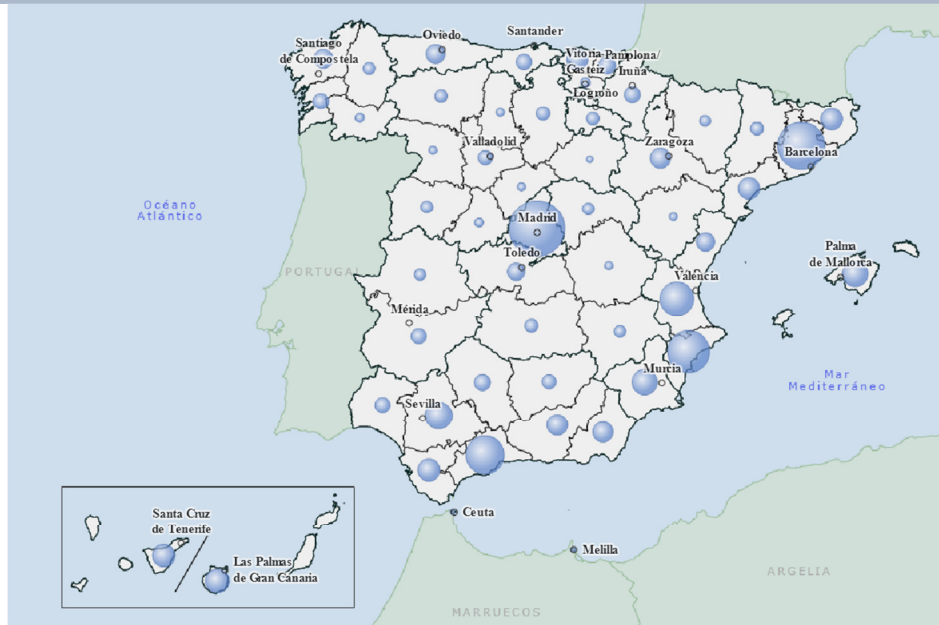 Santander
Oviedo
Santiago
de Compostela
Vitoria-
Gasteiz
Pamplona/
Iruña
Logroño
Valladolid
Zaragoza
Barcelona
Océano
Atlántico
Madrid
Toledo
PORTUGAL
Palma
de Mallorca
Valencia
Mérida
Murcia
Mar
Mediterráneo
Sevilla
Ceuta
Melilla
Santa Cruz
de Tenerife
Las Palmas
de Gran Canaria
ARGELIA
MARRUECOS